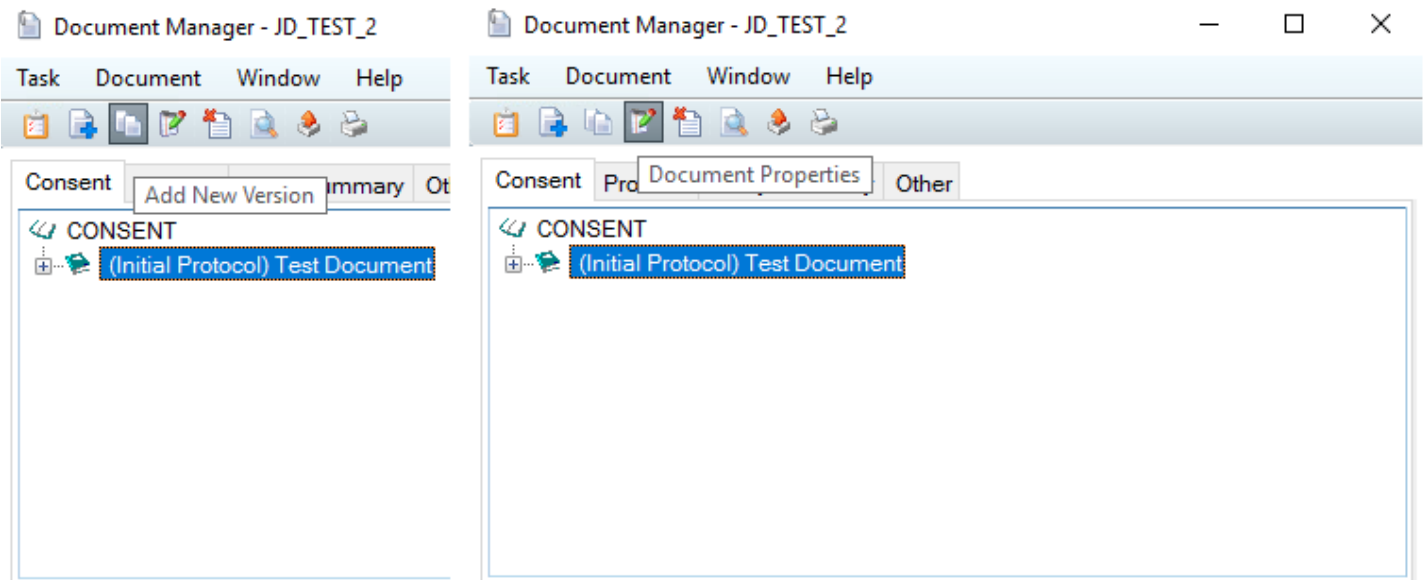 Document Manager - JD_TEST_2
Task Document Window Help
Consent
Add New Version
Ot
CONSENT
(Initial Protocol) Test Document
Document Manager - JD_TEST_2
Task Document Window Help
Consent
Document Properties
Other
CONSENT
(Initial Protocol) Test Document